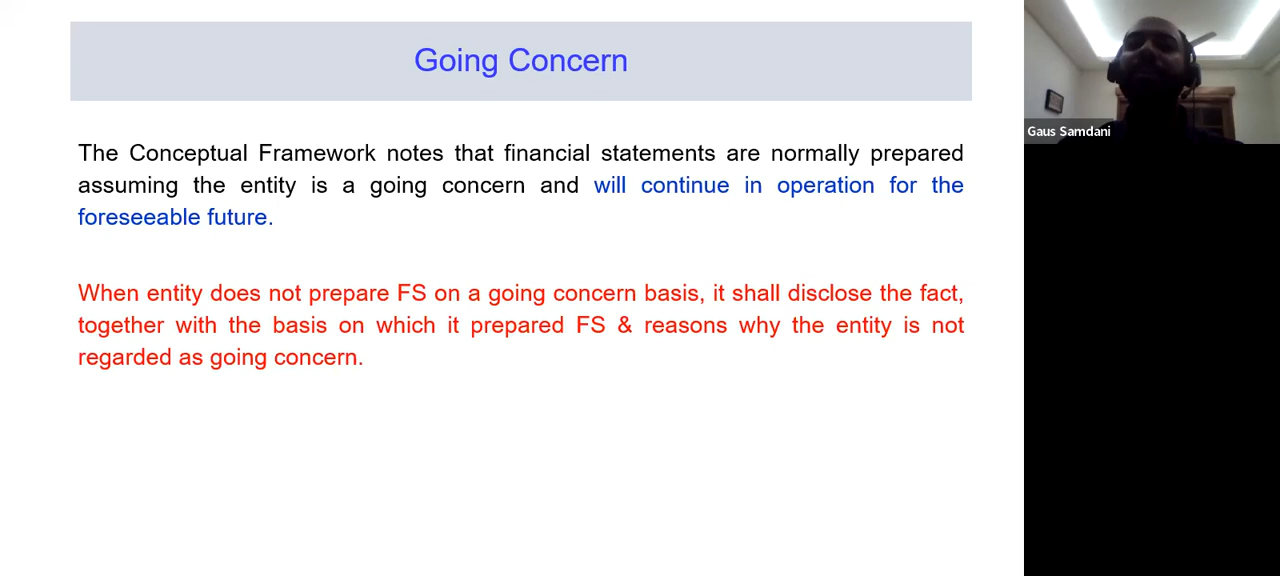 Going Concern
The Conceptual Framework notes that financial statements are normally prepared
assuming the entity is a going concern and will continue in operation for the
foreseeable future.
When entity does not prepare FS on a going concern basis, it shall disclose the fact,
together with the basis on which it prepared FS & reasons why the entity is not
regarded as going concern.
Gaus Samdani